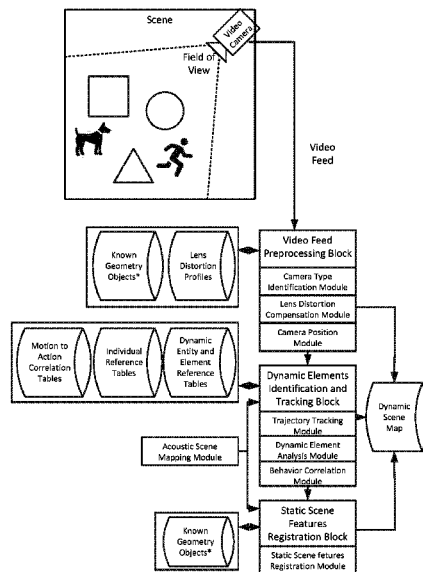 Scene
Video
Camera
Field of
View
Video
Feed
Video Feed
Preprocessing Block
Known
Geometry
Objects*
Lens
Distortion
Profiles
Camera Type
Identification Module
Lens Distortion
Compensation Module
Camera Position
Module
Motion to
Action
Correlation
Tables
Individual
Reference
Tables
Dynamic
Entity and
Element
Reference
Tables
Dynamic Elements
Identification and
Tracking Block
Dynamic
Scene
Map
Trajectory Tracking
Module
Acoustic Scene
Mapping Module
Dynamic Element
Analysis Module
Behavior Correlation
Module
Static Scene
Features
Registration Block
Known
Geometry
Objects*
Static Scene fetures
Registration Module